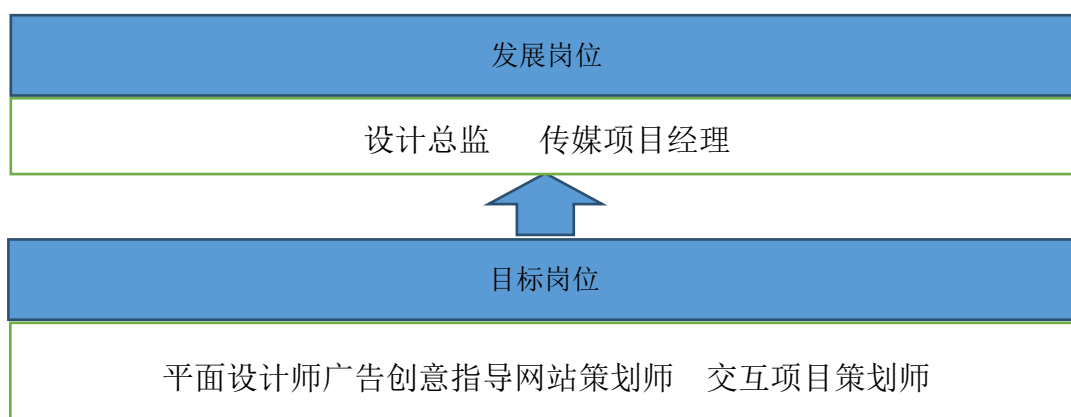 发展岗位
设计总监 传媒项目经理
目标岗位
平面设计师广告创意指导网站策划师 交互项目策划师